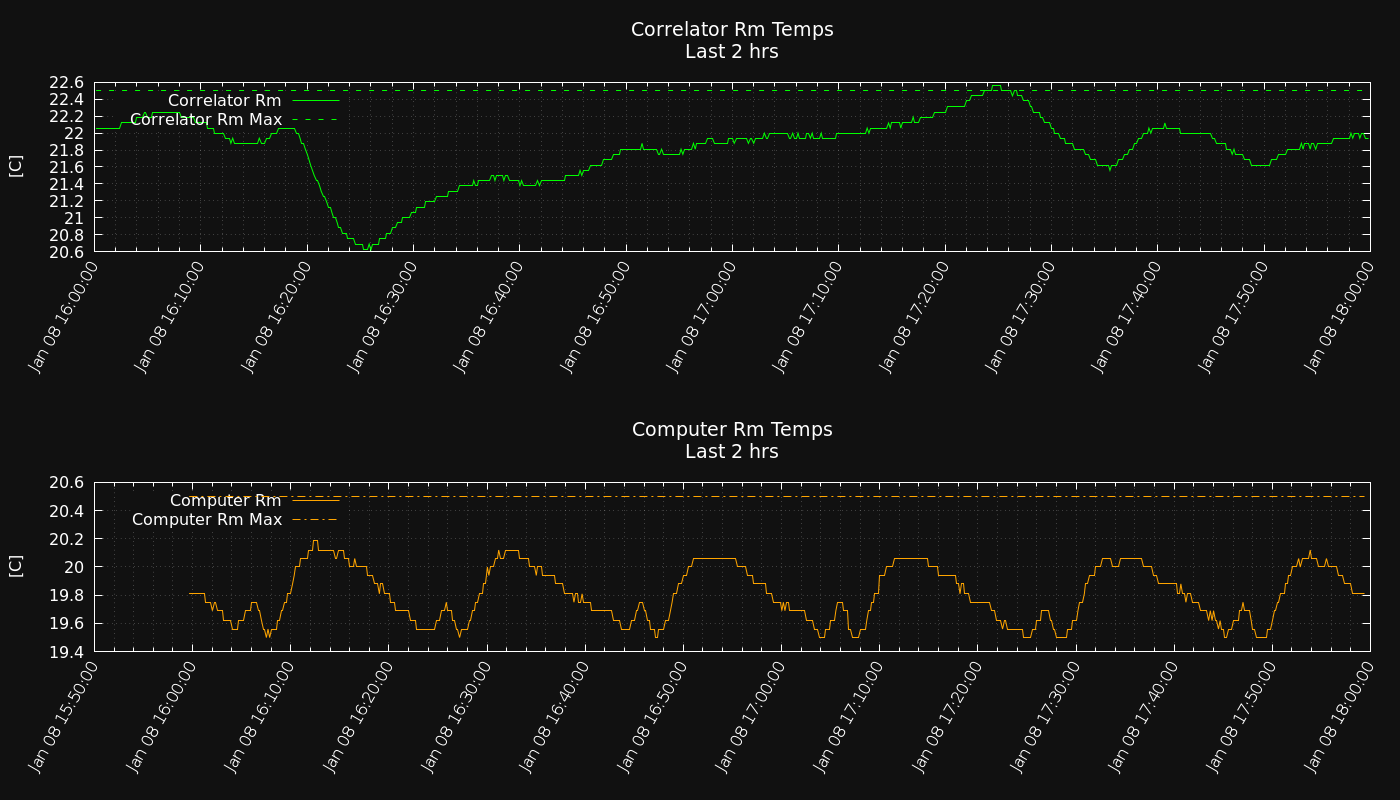 Correlator Rm Temps
Last 2 hrs
22.6
22.4
22.2
22
21.8
21.6
21.4
21.2
21
20.8
20.6
[C]
Correlator Rm
Correlator Rm Max
Jan 08 16:00:00
Jan 08 16:10:00
Jan 08 16:20:00
Jan 08 16:30:00
Jan 08 16:40:00
Jan 08 16:50:00
Jan 08 17:00:00
Jan 08 17:10:00
Jan 08 17:20:00
Jan 08 17:30:00
Jan 08 17:40:00
Jan 08 17:50:00
Jan 08 18:00:00
Computer Rm Temps
Last 2 hrs
20.6
20.4
20.2
20
19.8
19.6
19.4
[C]
Computer Rm
Computer Rm Max
Jan 08 15:50:00
Jan 08 16:00:00
Jan 08 16:10:00
Jan 08 16:20:00
Jan 08 16:30:00
Jan 08 16:40:00
Jan 08 16:50:00
Jan 08 17:00:00
Jan 08 17:10:00
Jan 08 17:20:00
Jan 08 17:30:00
Jan 08 17:40:00
Jan 08 17:50:00
Jan 08 18:00:00